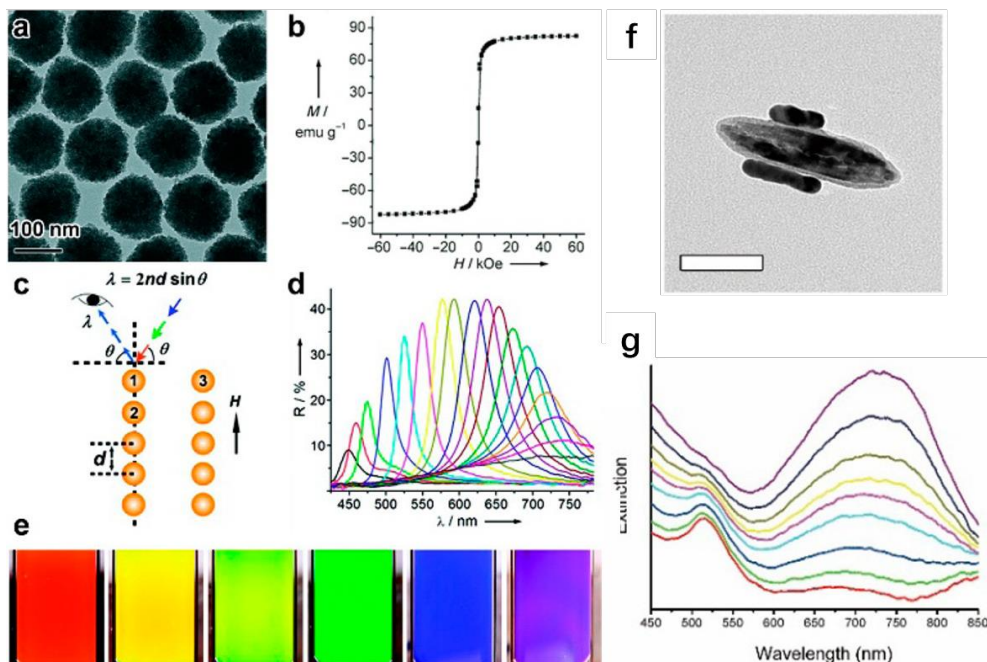 a
100 nm
b
M /
emu g⁻¹
90
60
30
0
−30
−60
−90
−60 −40 −20 0 20 40 60
H / kOe
c
λ = 2nd sinθ
λ
θ
θ
1
3
2
H
d
d
R / %
40
30
20
10
450 500 550 600 650 700 750
λ / nm
e
f
g
Extinction
450 500 550 600 650 700 750 800 850
Wavelength (nm)